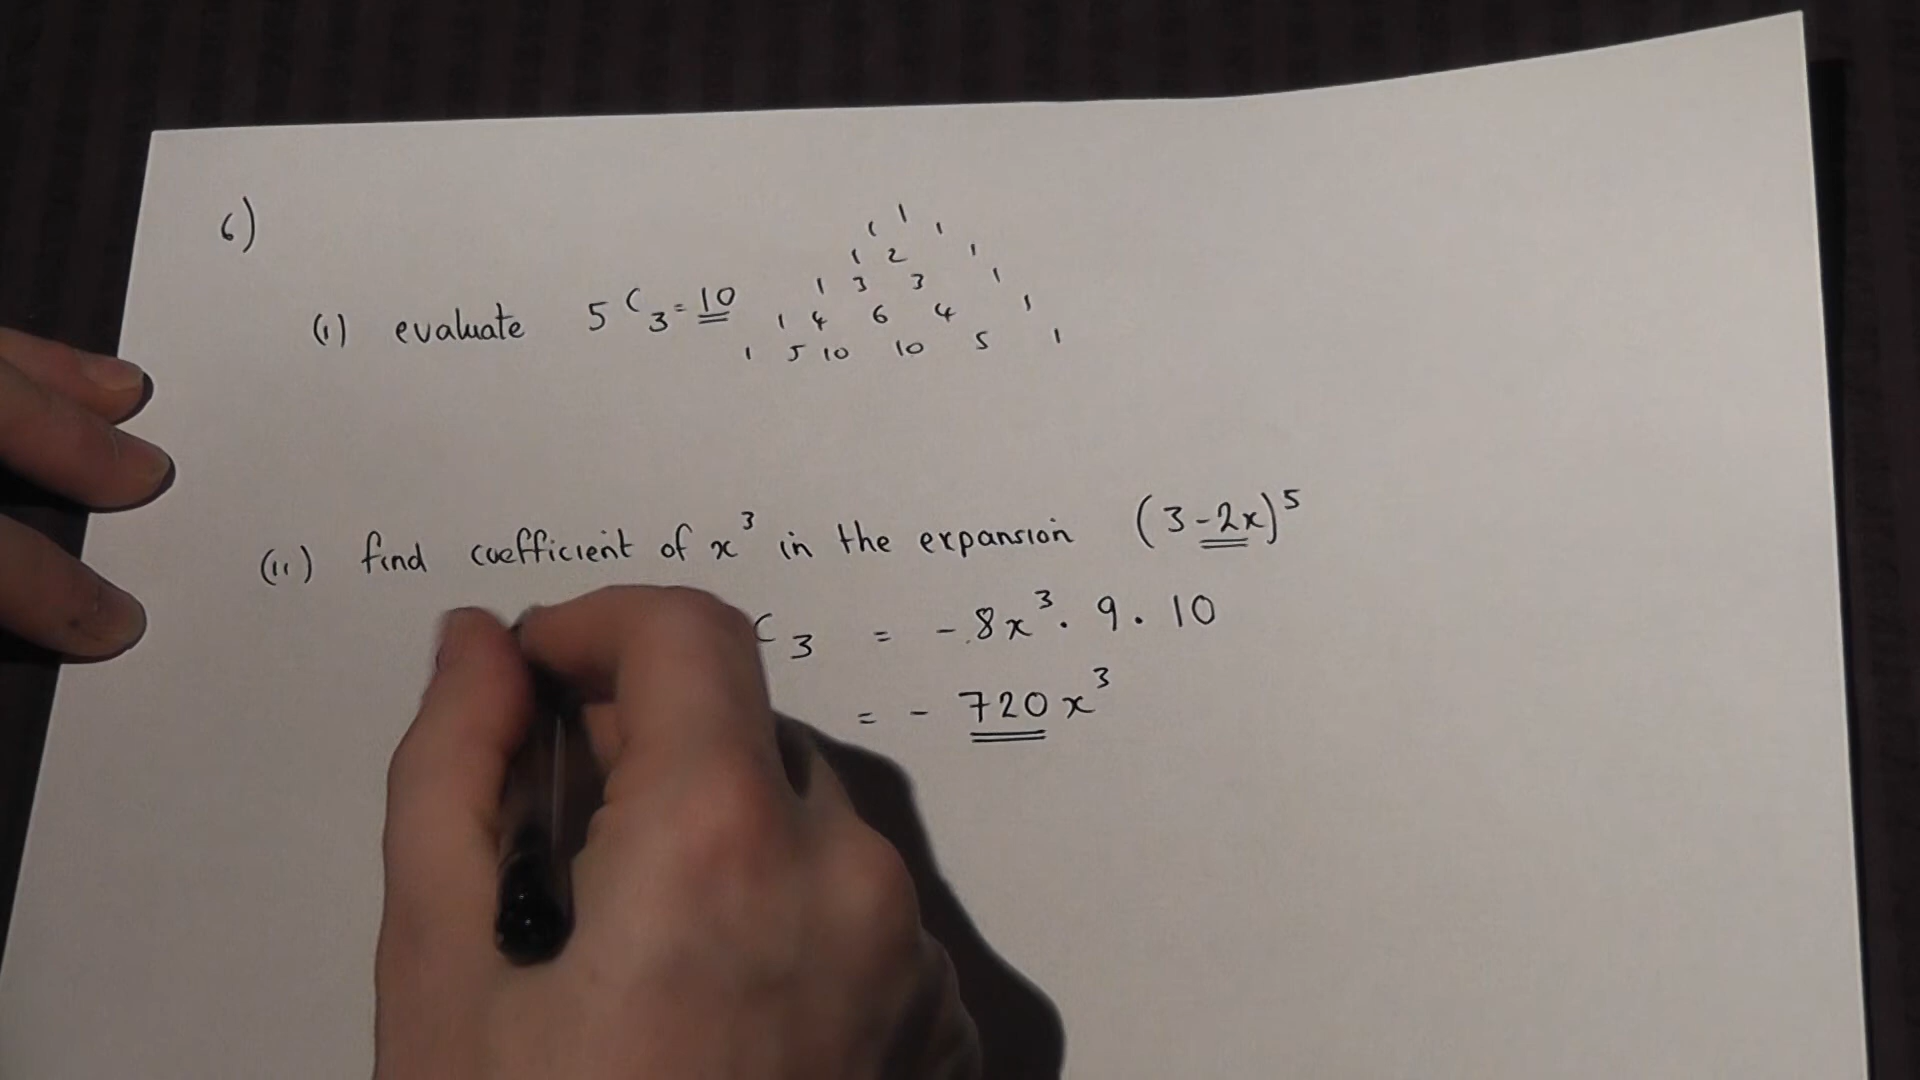 6)
1
1 1
1 2 1
1 3 3 1
(i) evaluate 5C3 = 10
1 4 6 4 1
1 5 10 10 5 1
(ii) find coefficient of x³ in the expansion (3-2x)⁵
C3 = -8x³ . 9 . 10
= - 720x³